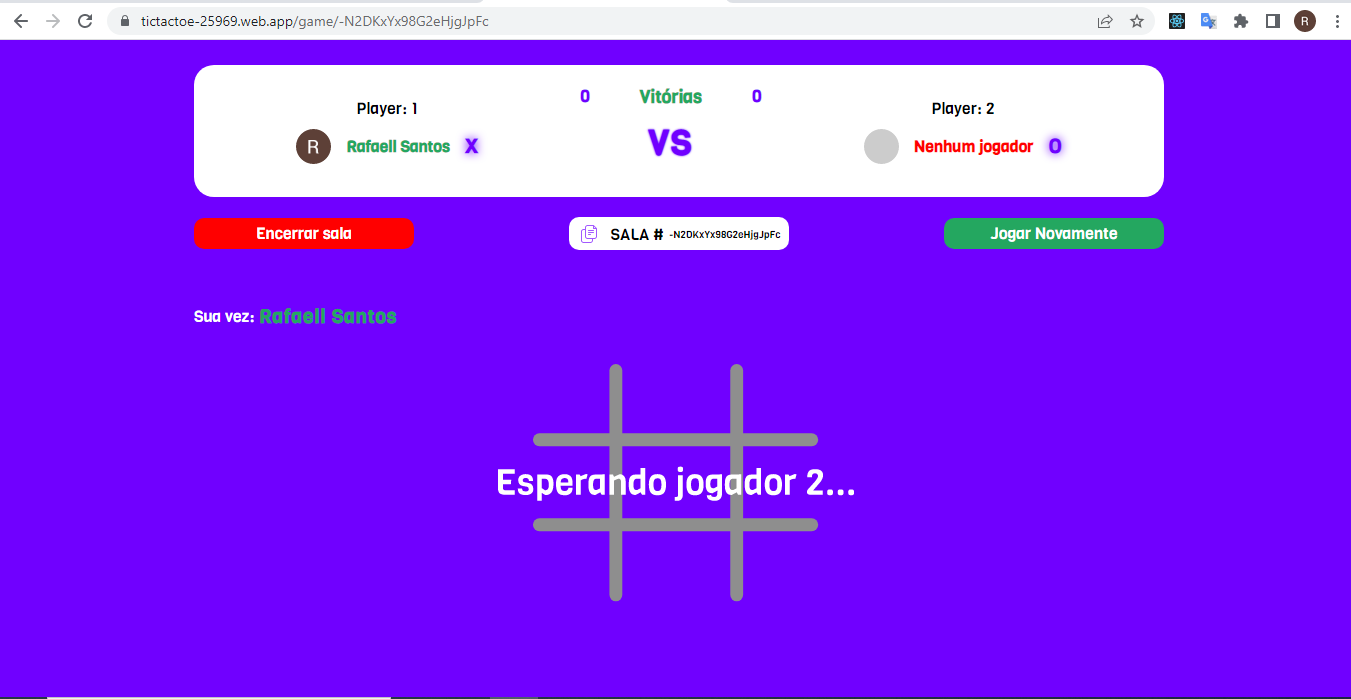 tictactoe-25969.web.app/game/-N2DKxYx98G2eHjgJpFc
R
0 Vitórias 0
Player: 1
Player: 2
R Rafaell Santos X
VS
Nenhum jogador O
Encerrar sala
SALA # -N2DKxYx98G2eHjgJpFc
Jogar Novamente
Sua vez: Rafaell Santos
Esperando jogador 2...